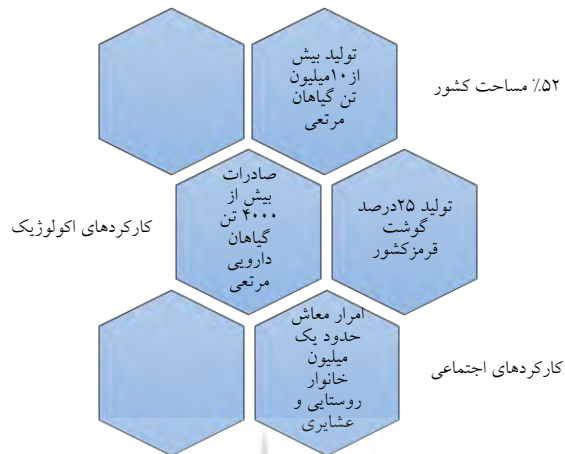 تولید بیش
از۱۰میلیون
تن گیاهان
مرتعی
۵۲٪ مساحت کشور
صادرات
بیش از
۴۰۰۰ تن
گیاهان
دارویی
مرتعی
کارکردهای اکولوژیک
تولید ۲۵درصد
گوشت
قرمزکشور
امرار معاش
حدود یک
میلیون
خانوار
روستایی و
عشایری
کارکردهای اجتماعی